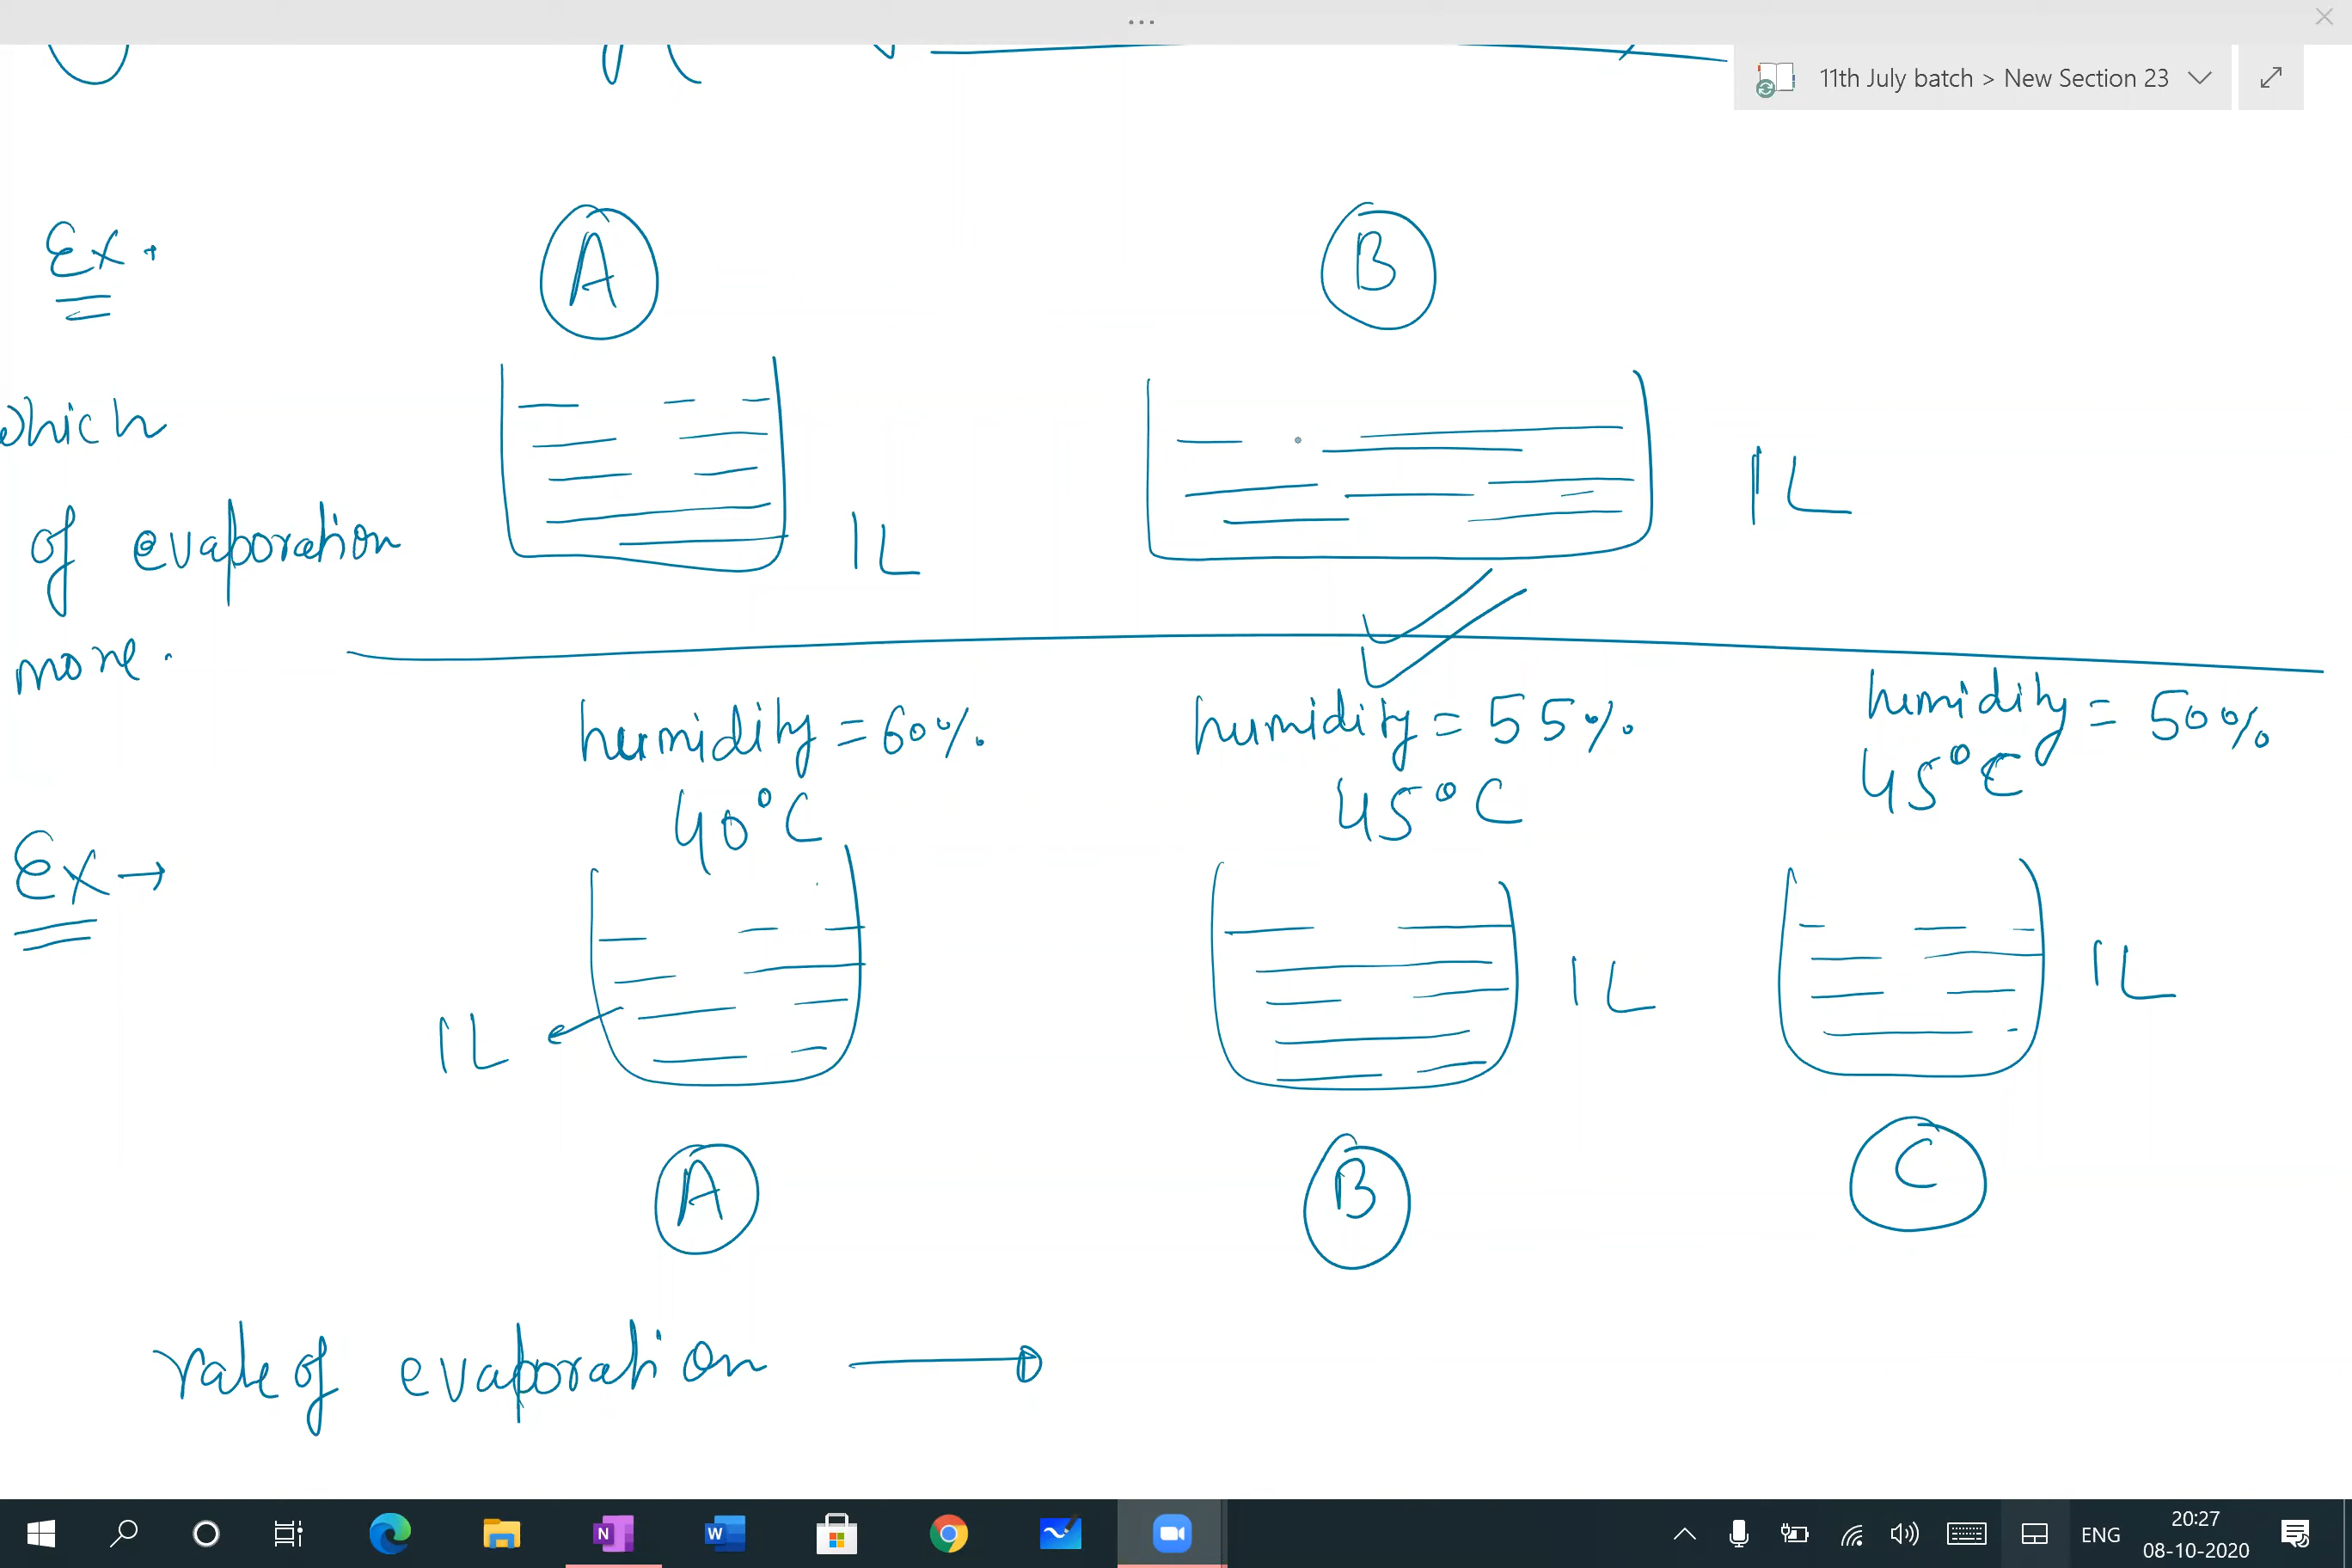 ...
11th July batch > New Section 23
Ex.
A
B
which
of evaporation
more.
1L
1L
humidity = 60%.
40°C
humidity = 55%.
45°C
humidity = 50%
45°C
Ex →
1L
1L
1L
A
B
C
rate of evaporation
N
W
ENG
20:27
08-10-2020